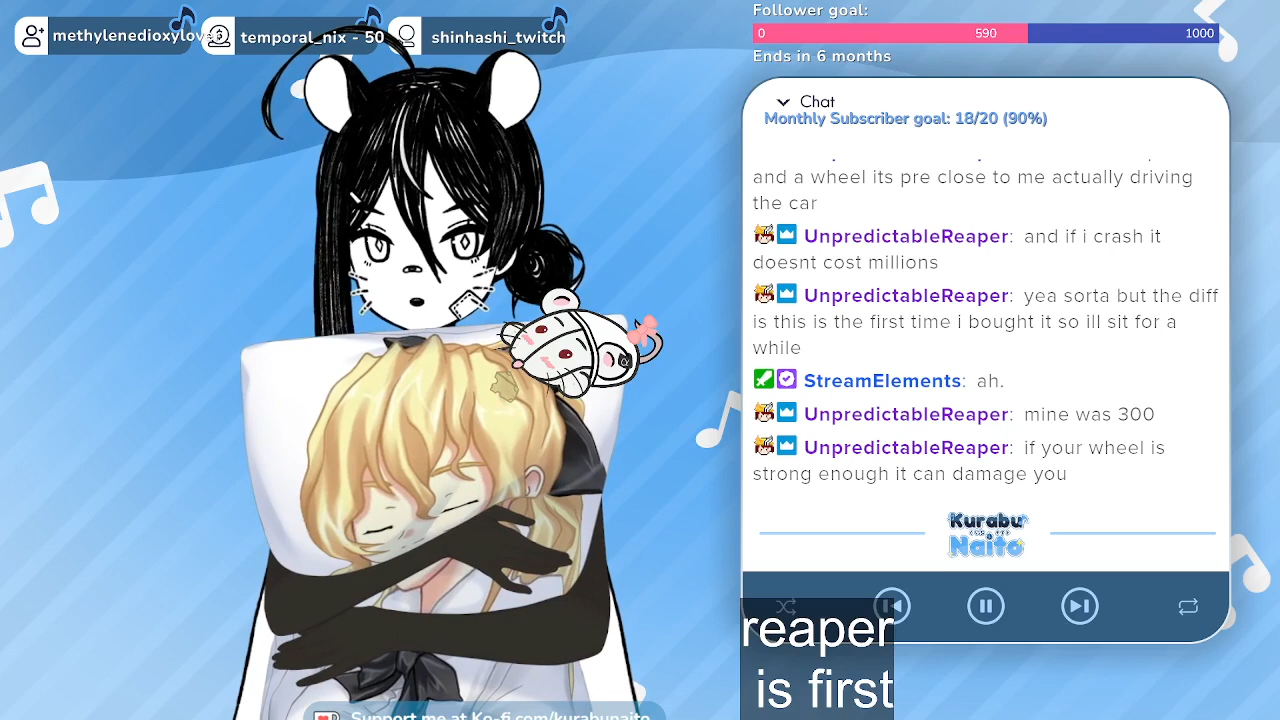 methylenedioxylove
temporal_nix - 50
shinhashi_twitch
Follower goal:
0 590 1000
Ends in 6 months
Chat
Monthly Subscriber goal: 18/20 (90%)
and a wheel its pre close to me actually driving
the car
UnpredictableReaper: and if i crash it
doesnt cost millions
UnpredictableReaper: yea sorta but the diff
is this is the first time i bought it so ill sit for a
while
StreamElements: ah.
UnpredictableReaper: mine was 300
UnpredictableReaper: if your wheel is
strong enough it can damage you
Kurabu
Naito
reaper
is first
Support me at Ko-fi.com/kurabunaito